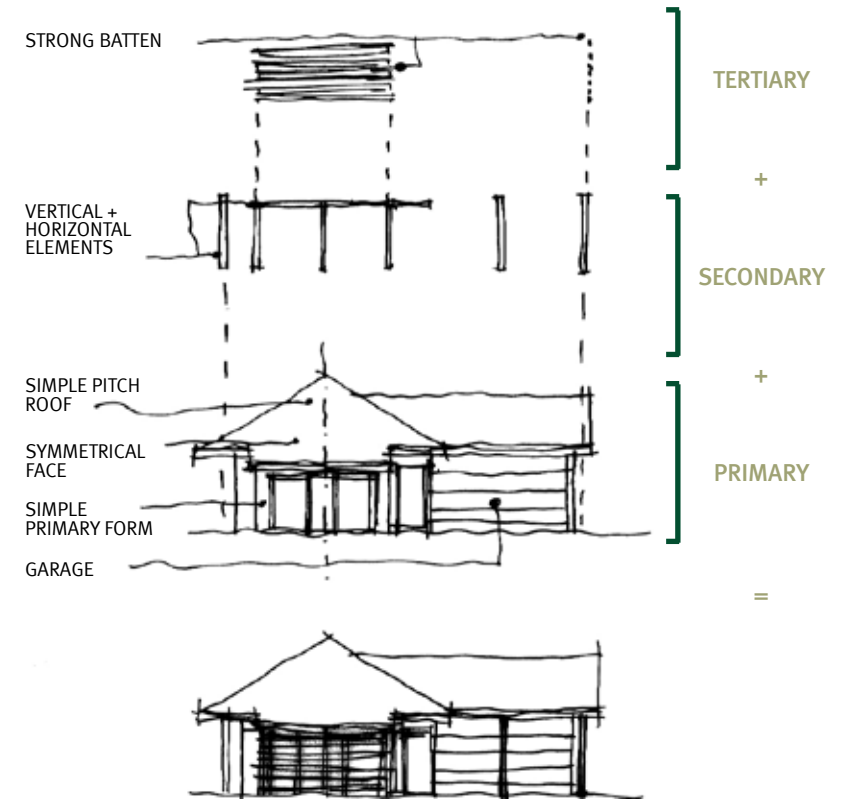 STRONG BATTEN
TERTIARY
+
VERTICAL +
HORIZONTAL
ELEMENTS
SECONDARY
+
SIMPLE PITCH
ROOF
SYMMETRICAL
FACE
PRIMARY
SIMPLE
PRIMARY FORM
GARAGE
=